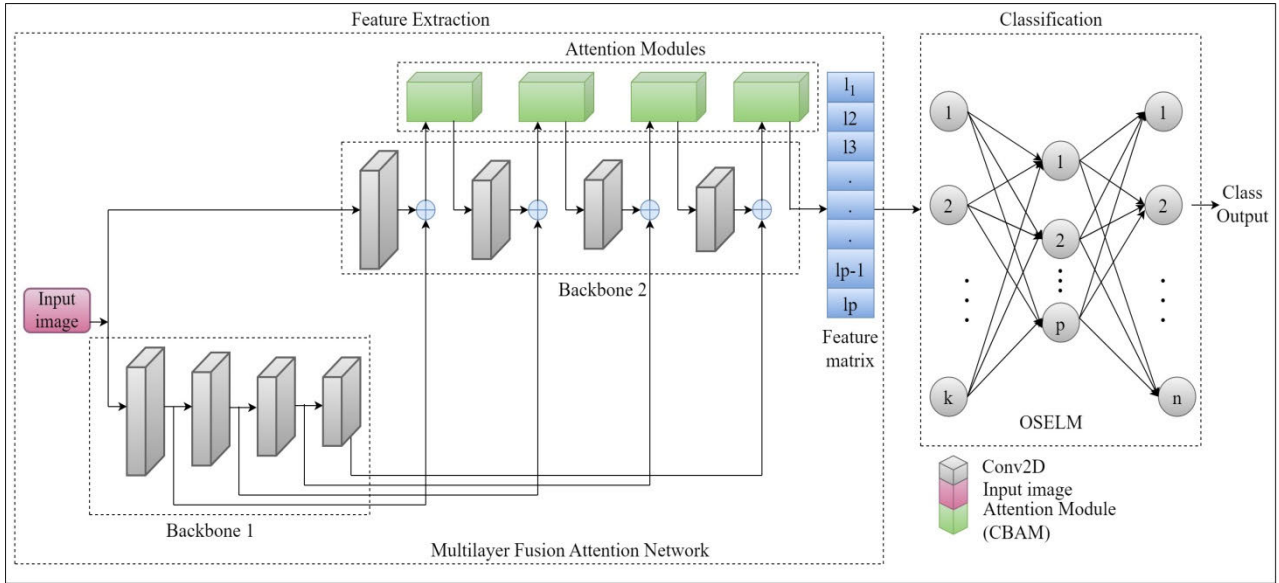 Feature Extraction
Classification
Attention Modules
l1
l2
l3
.
.
.
lp-1
lp
Feature
matrix
Backbone 2
Input
image
Backbone 1
Multilayer Fusion Attention Network
1
2
k
1
2
p
1
2
n
OSELM
Class
Output
Conv2D
Input image
Attention Module
(CBAM)